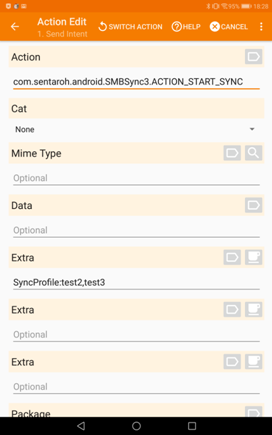 95% 18:28
Action Edit
1. Send Intent
SWITCH ACTION
HELP
CANCEL
Action
com.sentaroh.android.SMBSync3.ACTION_START_SYNC
Cat
None
Mime Type
Optional
Data
Optional
Extra
SyncProfile:test2,test3
Extra
Optional
Extra
Optional
Package